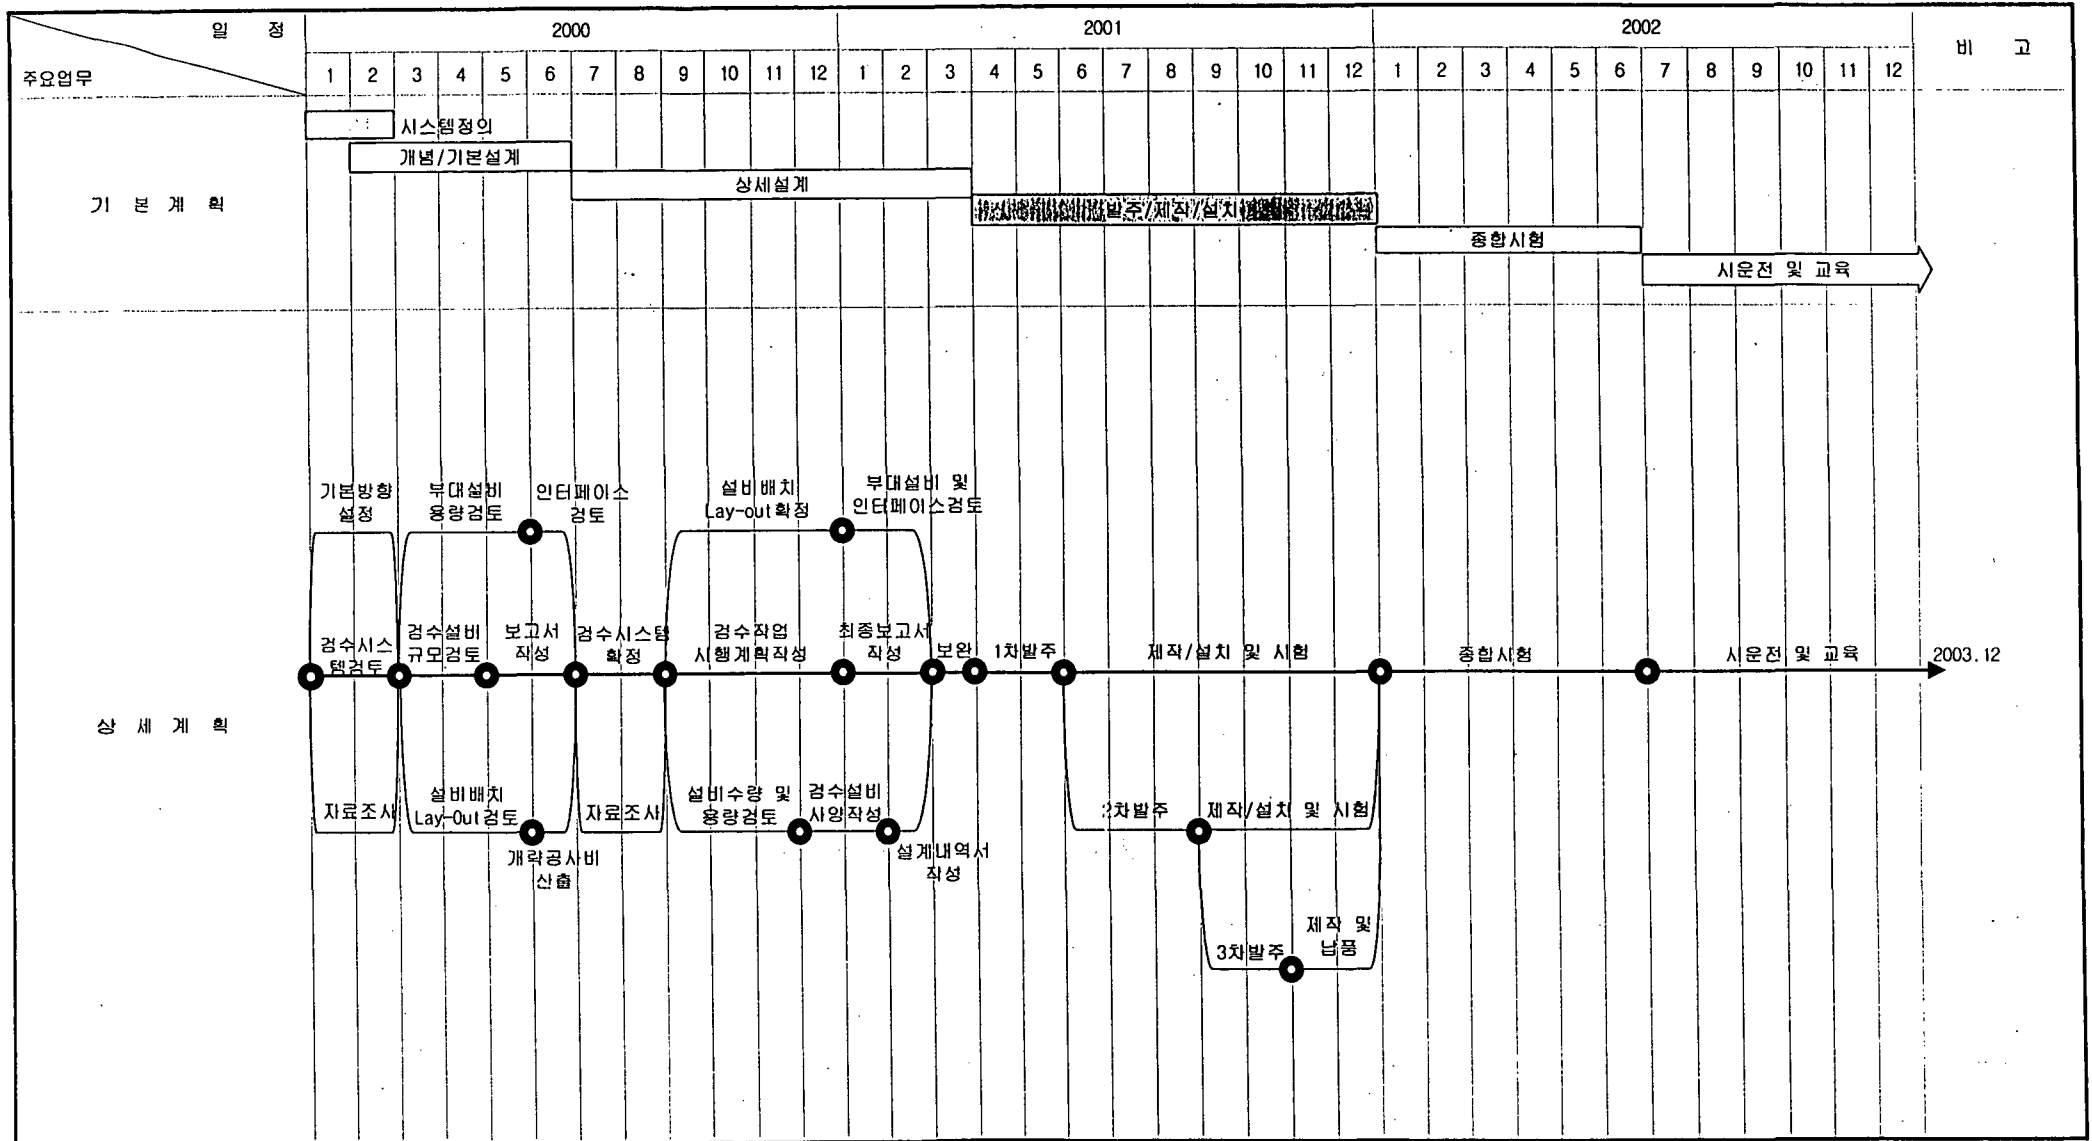 일 정
2000
2001
2002
비 고
주요업무
1 2 3 4 5 6 7 8 9 10 11 12 1 2 3 4 5 6 7 8 9 10 11 12 1 2 3 4 5 6 7 8 9 10 11 12
시스템정의
개념/기본설계
상세설계
기 본 계 획
발주/제작/설치
종합시험
시운전 및 교육
기본방향
설정
부대설비
용량검토
인터페이스
검토
설비배치
Lay-out확정
부대설비 및
인터페이스검토
검수시스
템검토
검수설비
규모검토
보고서
작성
검수시스템
확정
검수작업
시행계획작성
최종보고서
작성
보완
1차발주
제작/설치 및 시험
종합시험
시운전 및 교육
2003.12
상 세 계 획
자료조사
설비배치
Lay-Out검토
개략공사비
산출
자료조사
설비수량 및
용량검토
검수설비
사양작성
설계내역서
작성
2차발주
제작/설치 및 시험
3차발주
제작 및
납품